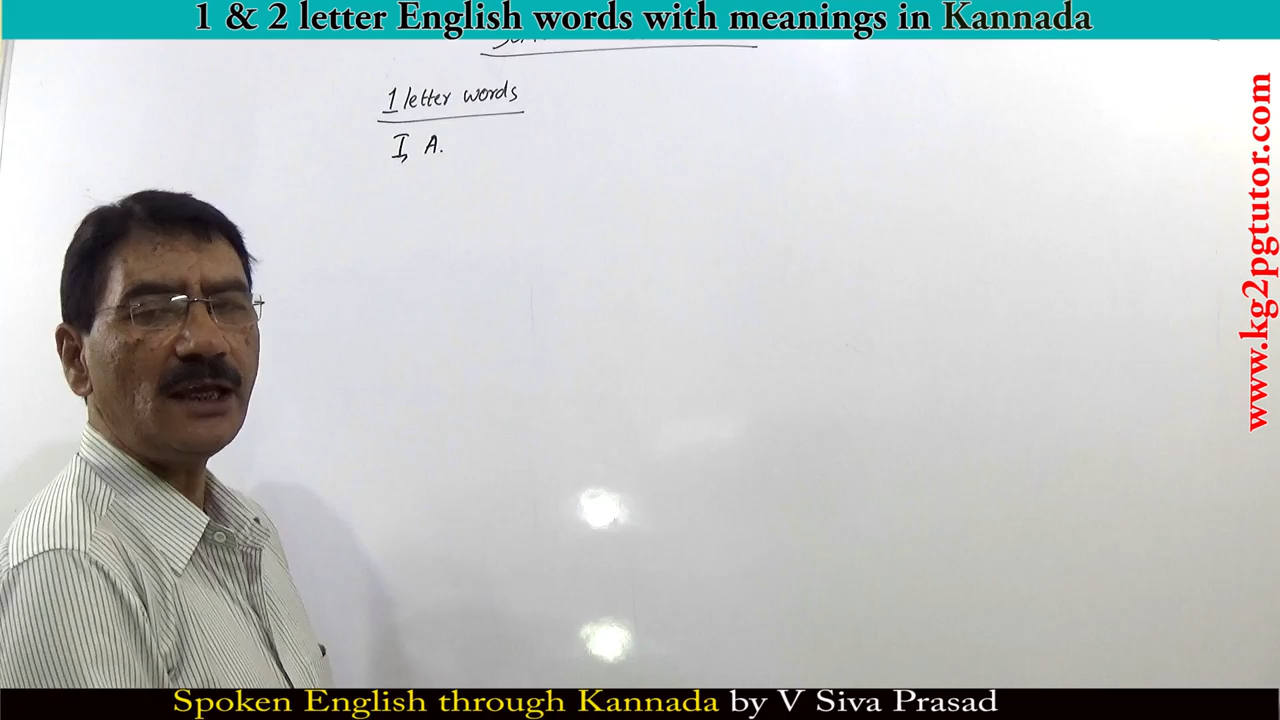 1 & 2 letter English words with meanings in Kannada
1 letter words
I, A.
www.kg2pgtutor.com
Spoken English through Kannada by V Siva Prasad